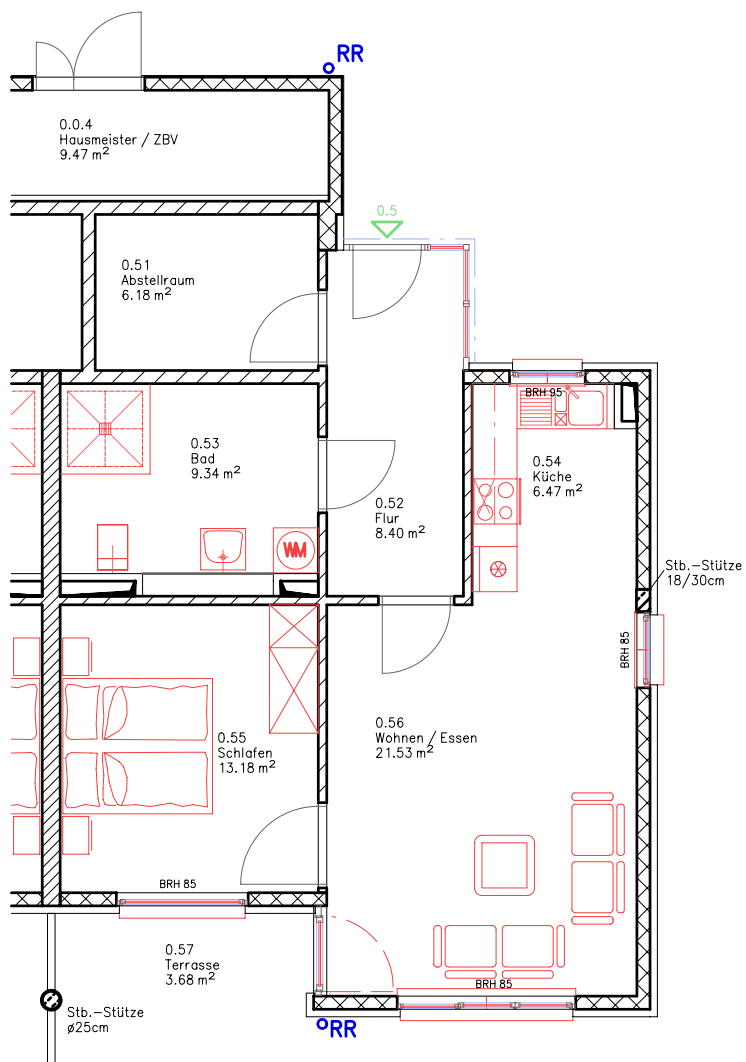 RR
0.0.4
Hausmeister / ZBV
9.47 m²
0.5
0.51
Abstellraum
6.18 m²
BRH 95
0.53
Bad
9.34 m²
0.54
Küche
6.47 m²
0.52
Flur
8.40 m²
WM
Stb.-Stütze
18/30cm
BRH 85
0.55
Schlafen
13.18 m²
0.56
Wohnen / Essen
21.53 m²
BRH 85
0.57
Terrasse
3.68 m²
BRH 85
Stb.-Stütze
ø25cm
RR